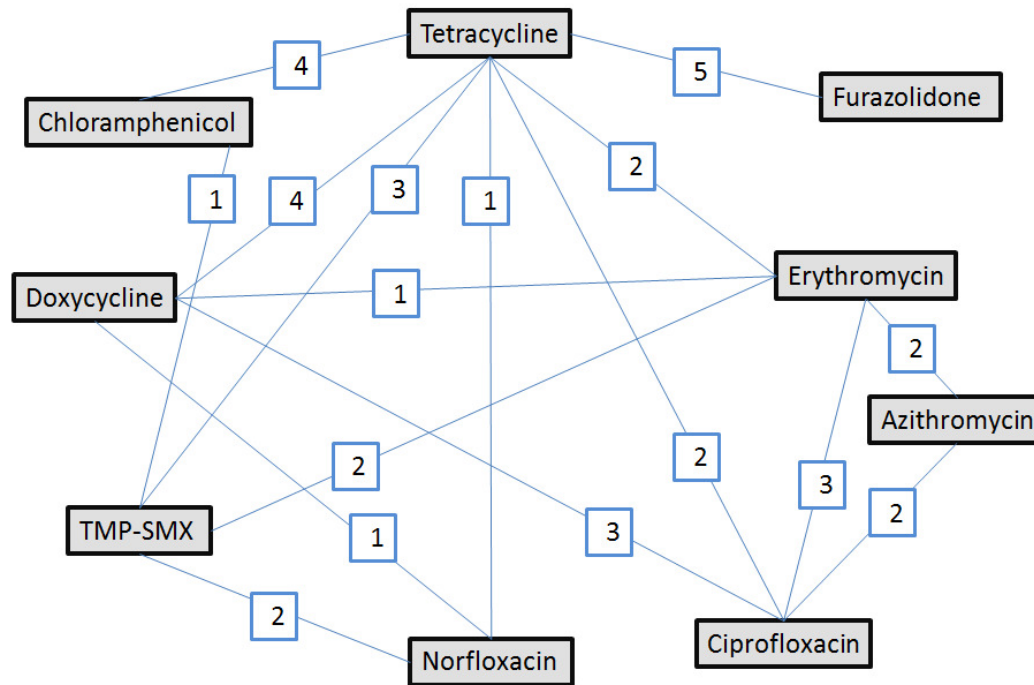 Tetracycline
4
5
Furazolidone
Chloramphenicol
2
1
4
3
1
Erythromycin
Doxycycline
1
2
Azithromycin
2
2
3
2
TMP-SMX
1
3
2
Norfloxacin
Ciprofloxacin